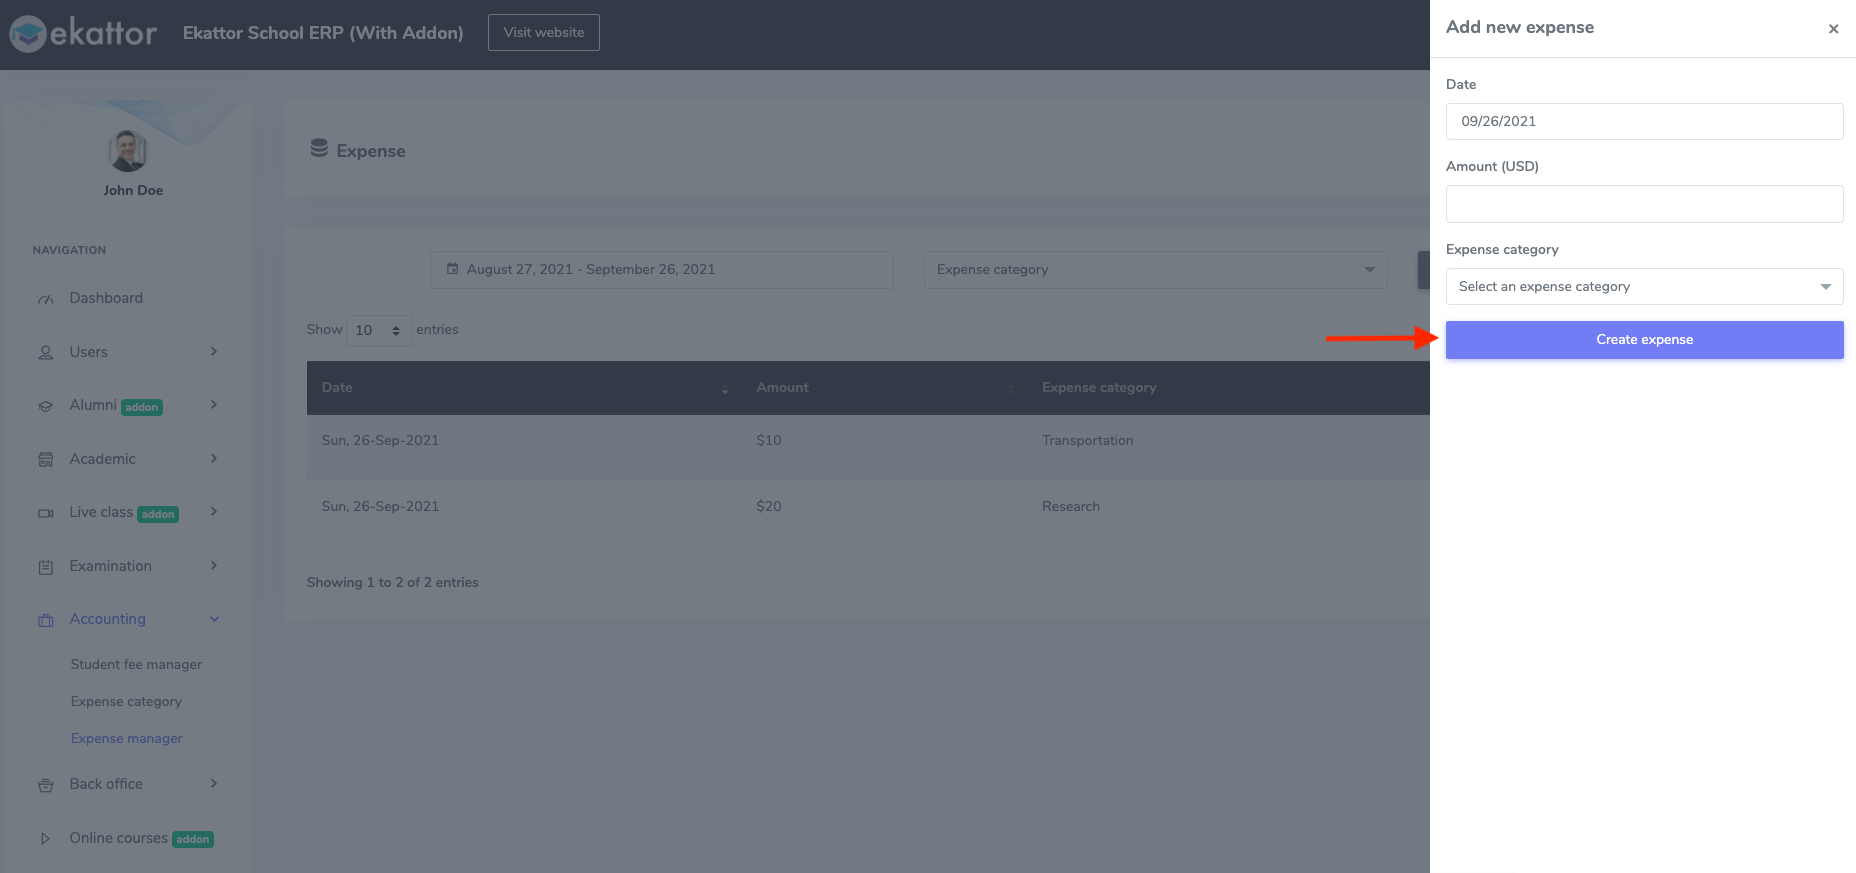 ekattor Ekattor School ERP (With Addon) Visit website
John Doe
NAVIGATION
Dashboard
Users
Alumni addon
Academic
Live class addon
Examination
Accounting
Student fee manager
Expense category
Expense manager
Back office
Online courses addon
Expense
August 27, 2021 - September 26, 2021 Expense category
Show 10 entries
Date Amount Expense category
Sun, 26-Sep-2021 $10 Transportation
Sun, 26-Sep-2021 $20 Research
Showing 1 to 2 of 2 entries
Add new expense ×
Date
09/26/2021
Amount (USD)
Expense category
Select an expense category
Create expense